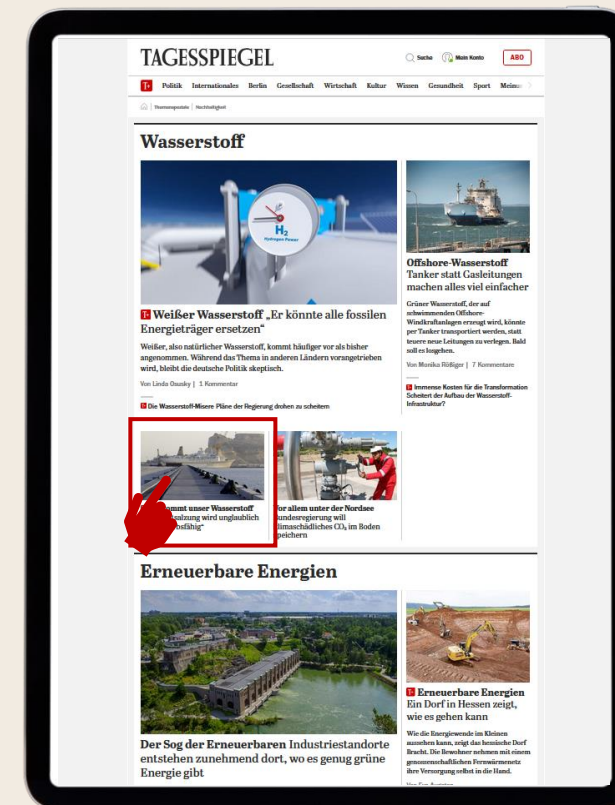 TAGESSPIEGEL
Suche
Mein Konto
ABO
T+ Politik Internationales Berlin Gesellschaft Wirtschaft Kultur Wissen Gesundheit Sport
Themenspeziale | Nachhaltigkeit
Wasserstoff
H2
Hydrogen Power
T+ Weißer Wasserstoff „Er könnte alle fossilen
Energieträger ersetzen“
Weißer, also natürlicher Wasserstoff, kommt häufiger vor als bisher
angenommen. Während das Thema in anderen Ländern vorangetrieben
wird, bleibt die deutsche Politik skeptisch.
Von Linda Osusky | 1 Kommentar
T+ Die Wasserstoff-Misere Pläne der Regierung drohen zu scheitern
Offshore-Wasserstoff
Tanker statt Gasleitungen
machen alles viel einfacher
Grüner Wasserstoff, der auf
schwimmenden Offshore-
Windkraftanlagen erzeugt wird, könnte
per Tanker transportiert werden, statt
teuere neue Leitungen zu verlegen. Bald
soll es losgehen.
Von Monika Rößiger | 7 Kommentare
T+ Immense Kosten für die Transformation
Scheitert der Aufbau der Wasserstoff-
Infrastruktur?
unser Wasserstoff
wird unglaublich
Vor allem unter der Nordsee
Bundesregierung will
klimaschädliches CO₂ im Boden
speichern
Erneuerbare Energien
Der Sog der Erneuerbaren Industriestandorte
entstehen zunehmend dort, wo es genug grüne
Energie gibt
T+ Erneuerbare Energien
Ein Dorf in Hessen zeigt,
wie es gehen kann
Wie die Energiewende im Kleinen
aussehen kann, zeigt das hessische Dorf
Bracht. Die Bewohner nehmen mit einem
genossenschaftlichen Fernwärmenetz
ihre Versorgung selbst in die Hand.